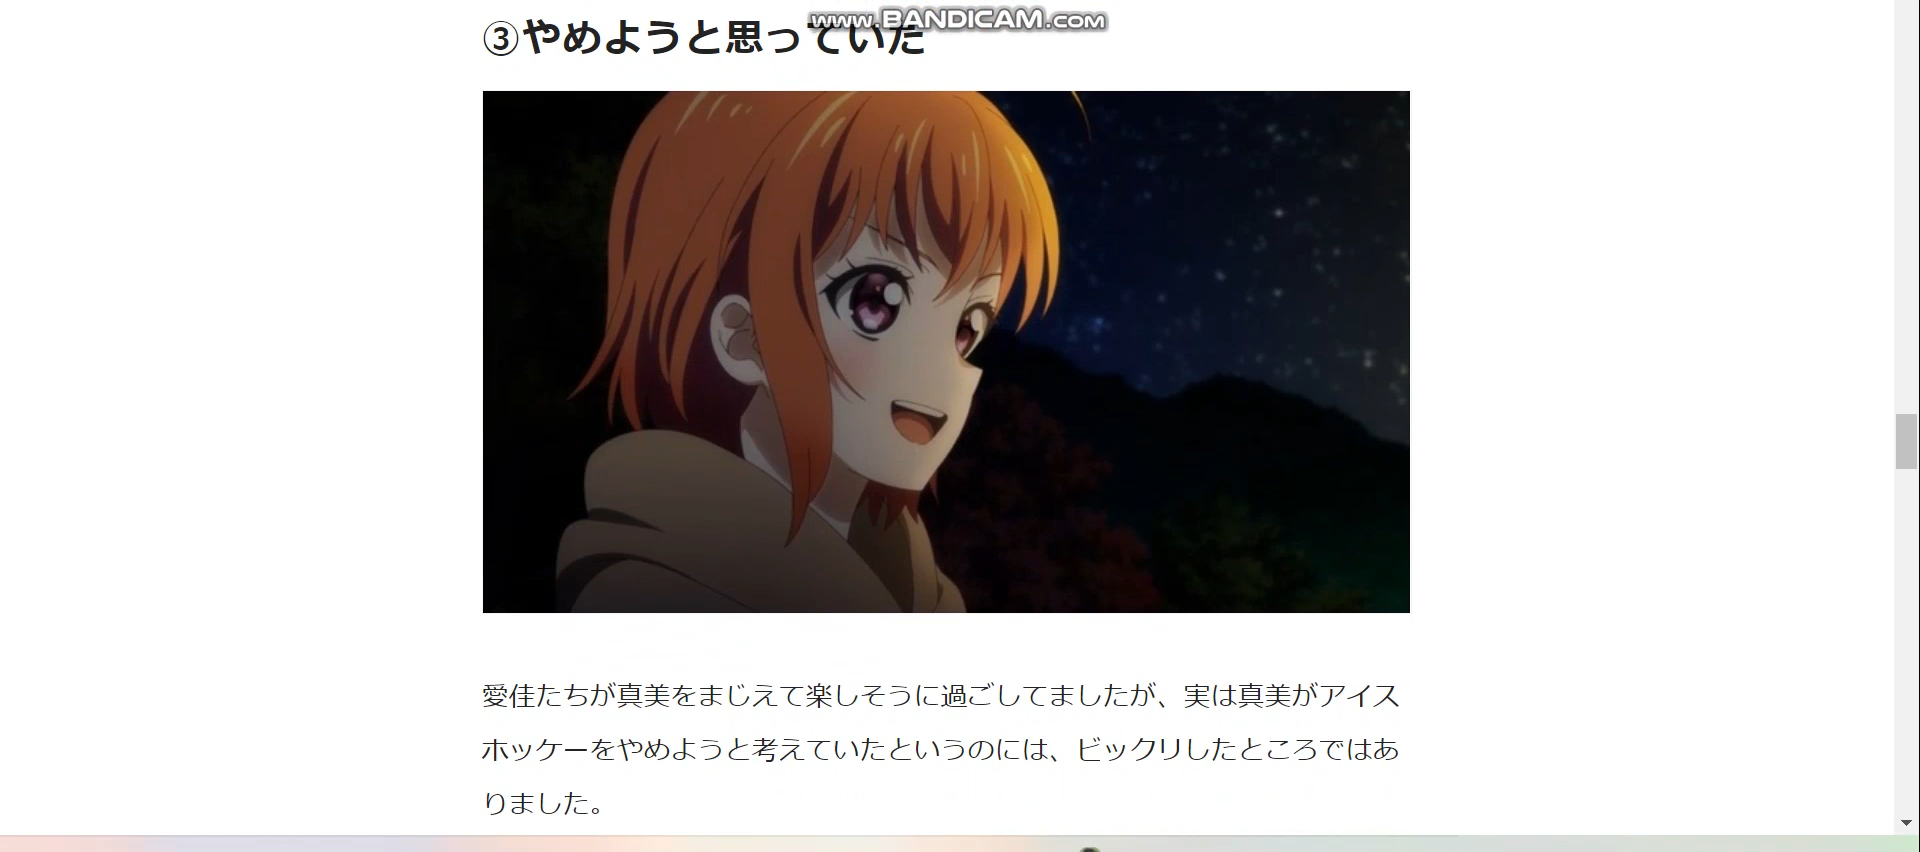 www.BANDICAM.com
③やめようと思っていた
愛佳たちが真美をまじえて楽しそうに過ごしてましたが、実は真美がアイス
ホッケーをやめようと考えていたというのには、ビックリしたところではあ
りました。